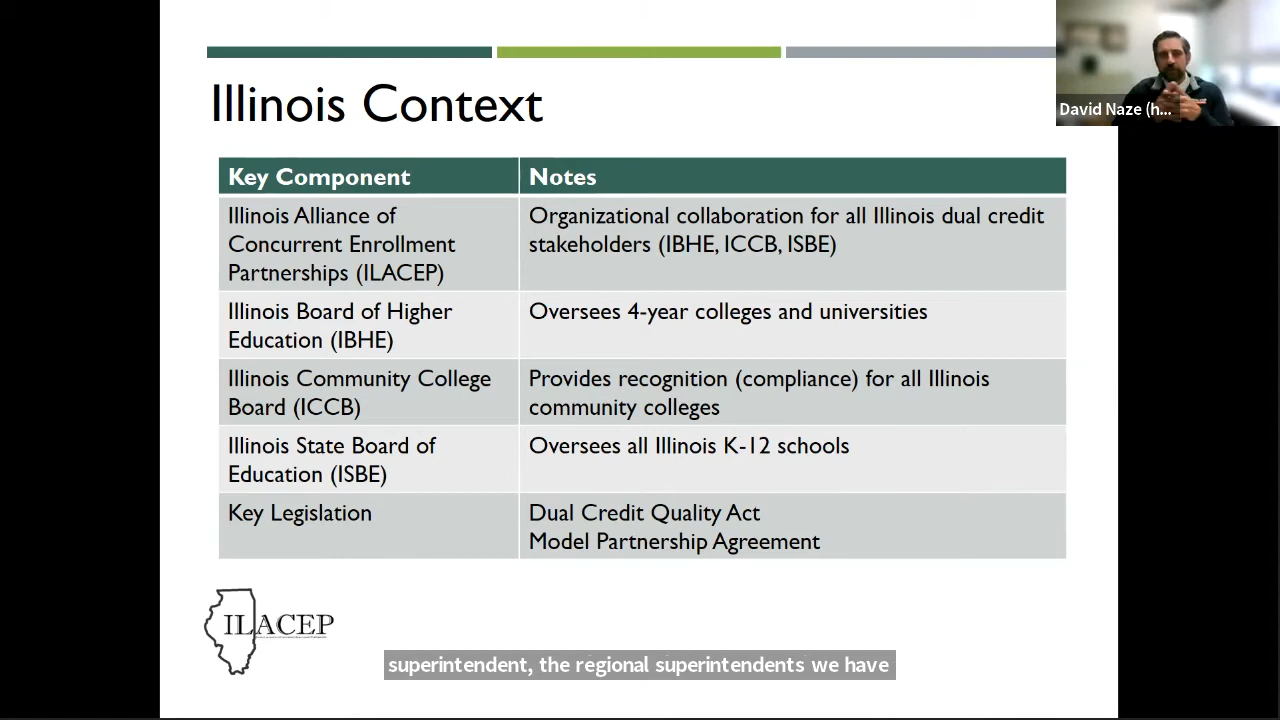 Illinois Context
David Naze (h...
Key Component
Notes
Illinois Alliance of
Concurrent Enrollment
Partnerships (ILACEP)
Organizational collaboration for all Illinois dual credit
stakeholders (IBHE, ICCB, ISBE)
Illinois Board of Higher
Education (IBHE)
Oversees 4-year colleges and universities
Illinois Community College
Board (ICCB)
Provides recognition (compliance) for all Illinois
community colleges
Illinois State Board of
Education (ISBE)
Oversees all Illinois K-12 schools
Key Legislation
Dual Credit Quality Act
Model Partnership Agreement
ILACEP
superintendent, the regional superintendents we have